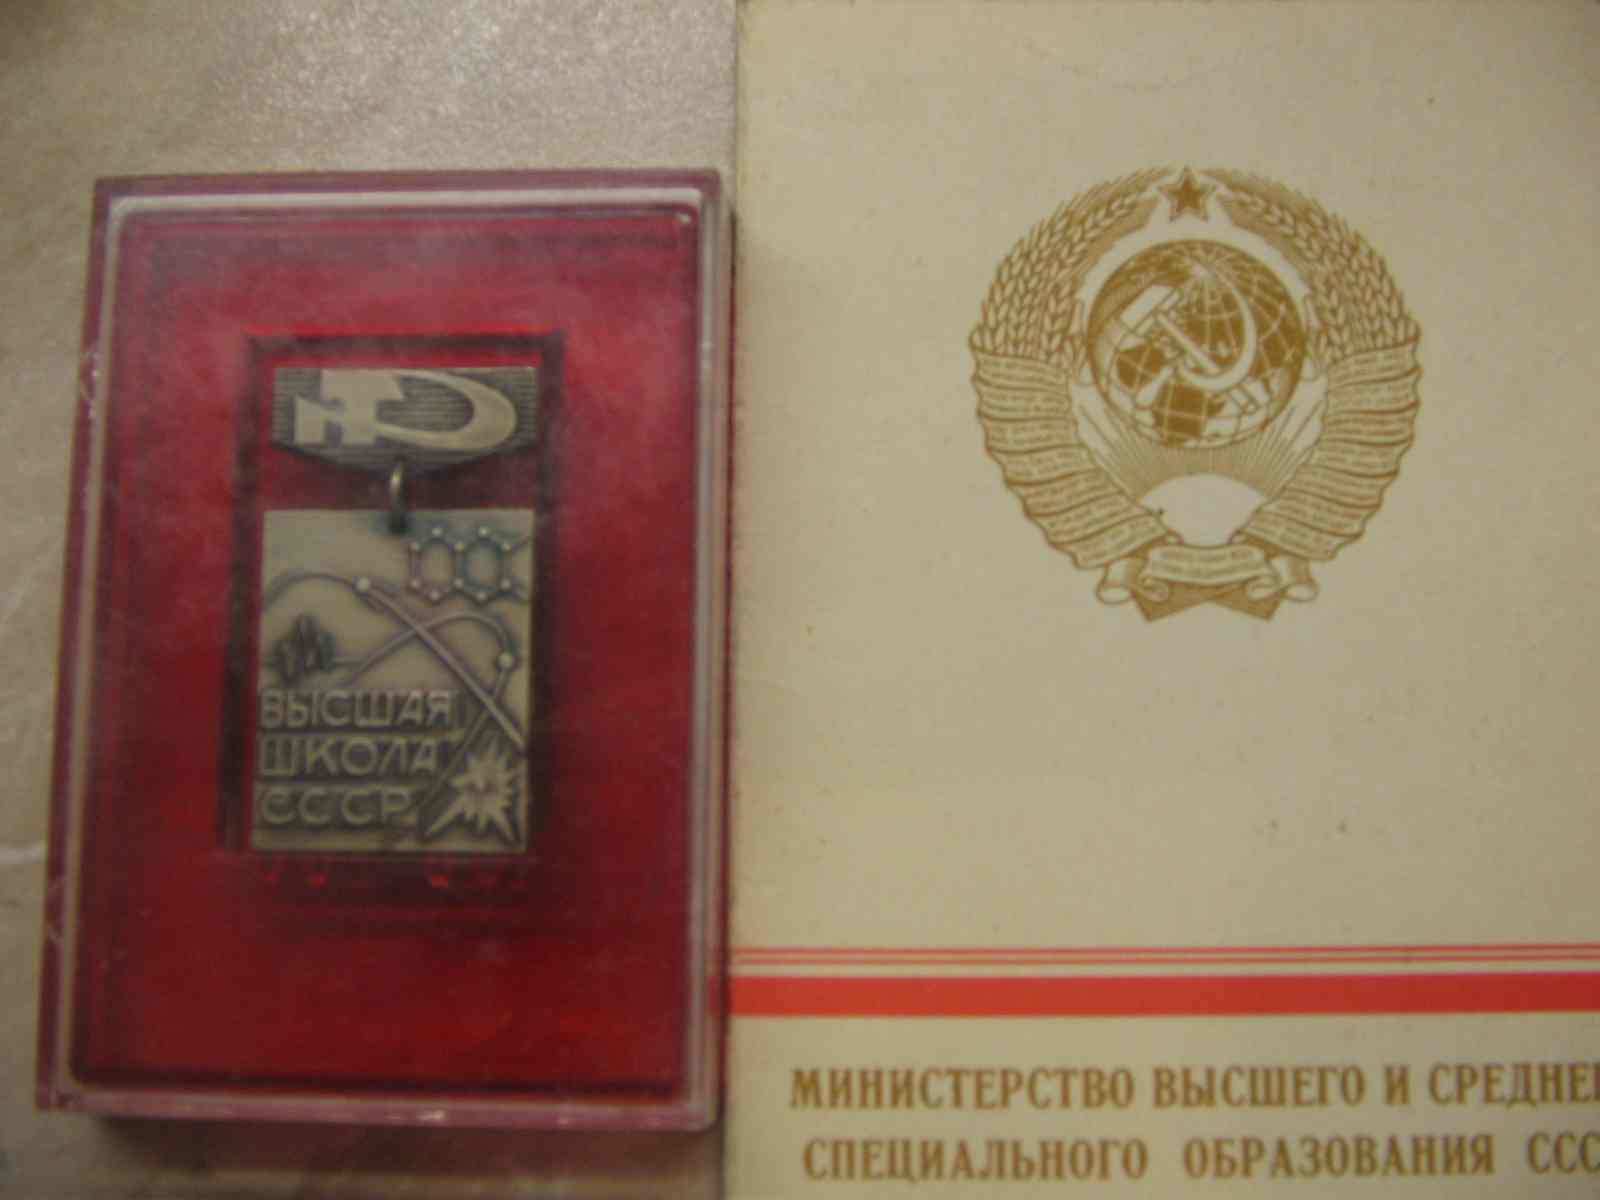 ВЫСШАЯ
ШКОЛА
СССР
МИНИСТЕРСТВО ВЫСШЕГО И СРЕДНЕ
СПЕЦИАЛЬНОГО ОБРАЗОВАНИЯ ССС